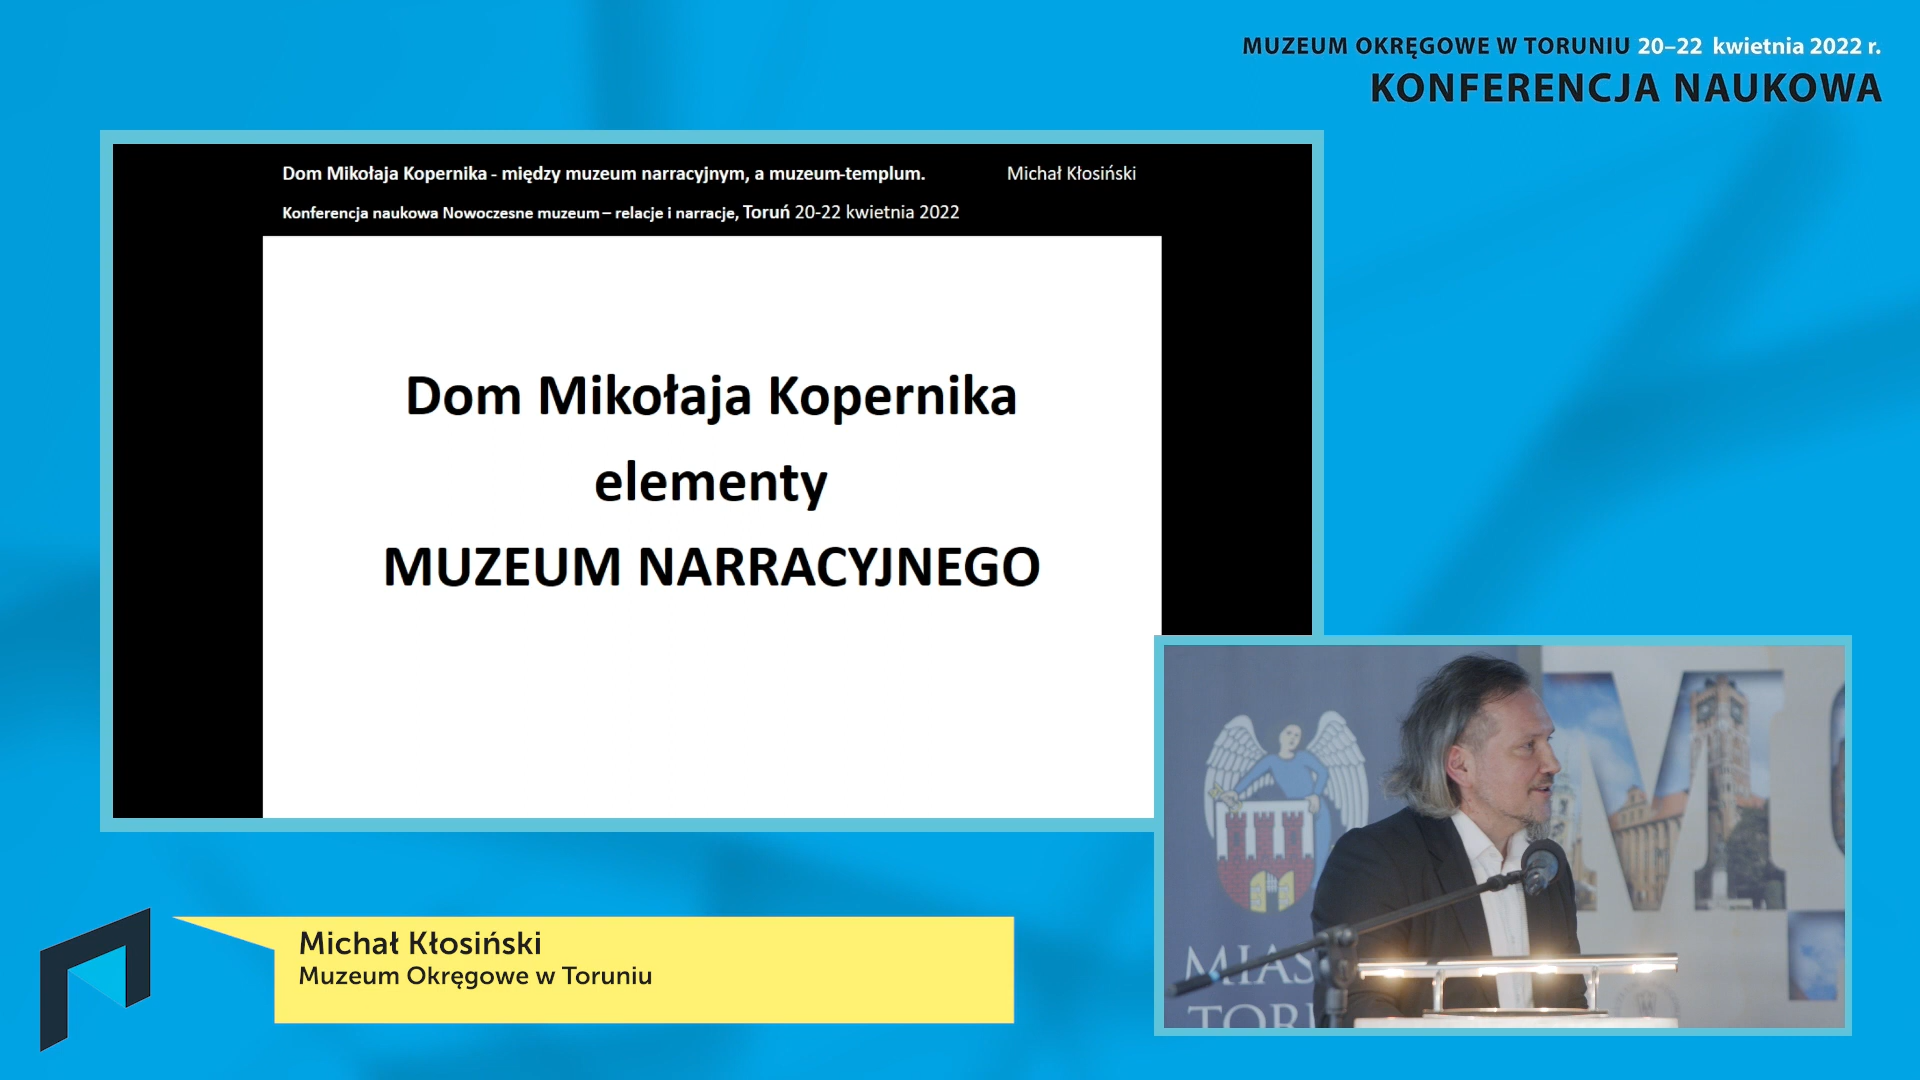 MUZEUM OKRĘGOWE W TORUNIU 20–22 kwietnia 2022 r.
KONFERENCJA NAUKOWA
Dom Mikołaja Kopernika - między muzeum narracyjnym, a muzeum-templum. Michał Kłosiński
Konferencja naukowa Nowoczesne muzeum – relacje i narracje, Toruń 20-22 kwietnia 2022
Dom Mikołaja Kopernika
elementy
MUZEUM NARRACYJNEGO
Michał Kłosiński
Muzeum Okręgowe w Toruniu
M
MIAS
TORU